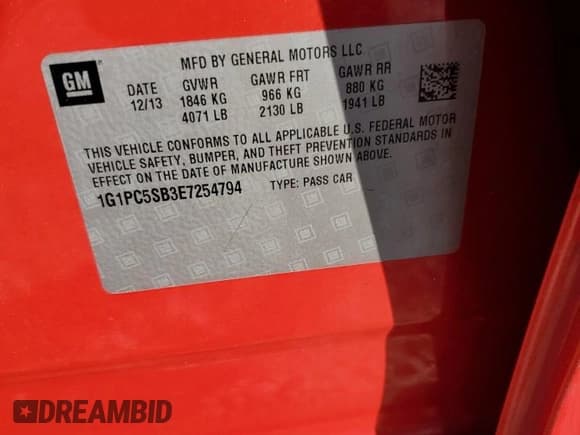 GM
MFD BY GENERAL MOTORS LLC
DATE GVWR GAWR FRT GAWR RR
12/13 1846 KG 966 KG 880 KG
4071 LB 2130 LB 1941 LB
THIS VEHICLE CONFORMS TO ALL APPLICABLE U.S. FEDERAL MOTOR
VEHICLE SAFETY, BUMPER, AND THEFT PREVENTION STANDARDS IN
EFFECT ON THE DATE OF MANUFACTURE SHOWN ABOVE.
1G1PC5SB3E7254794 TYPE: PASS CAR
DREAMBID